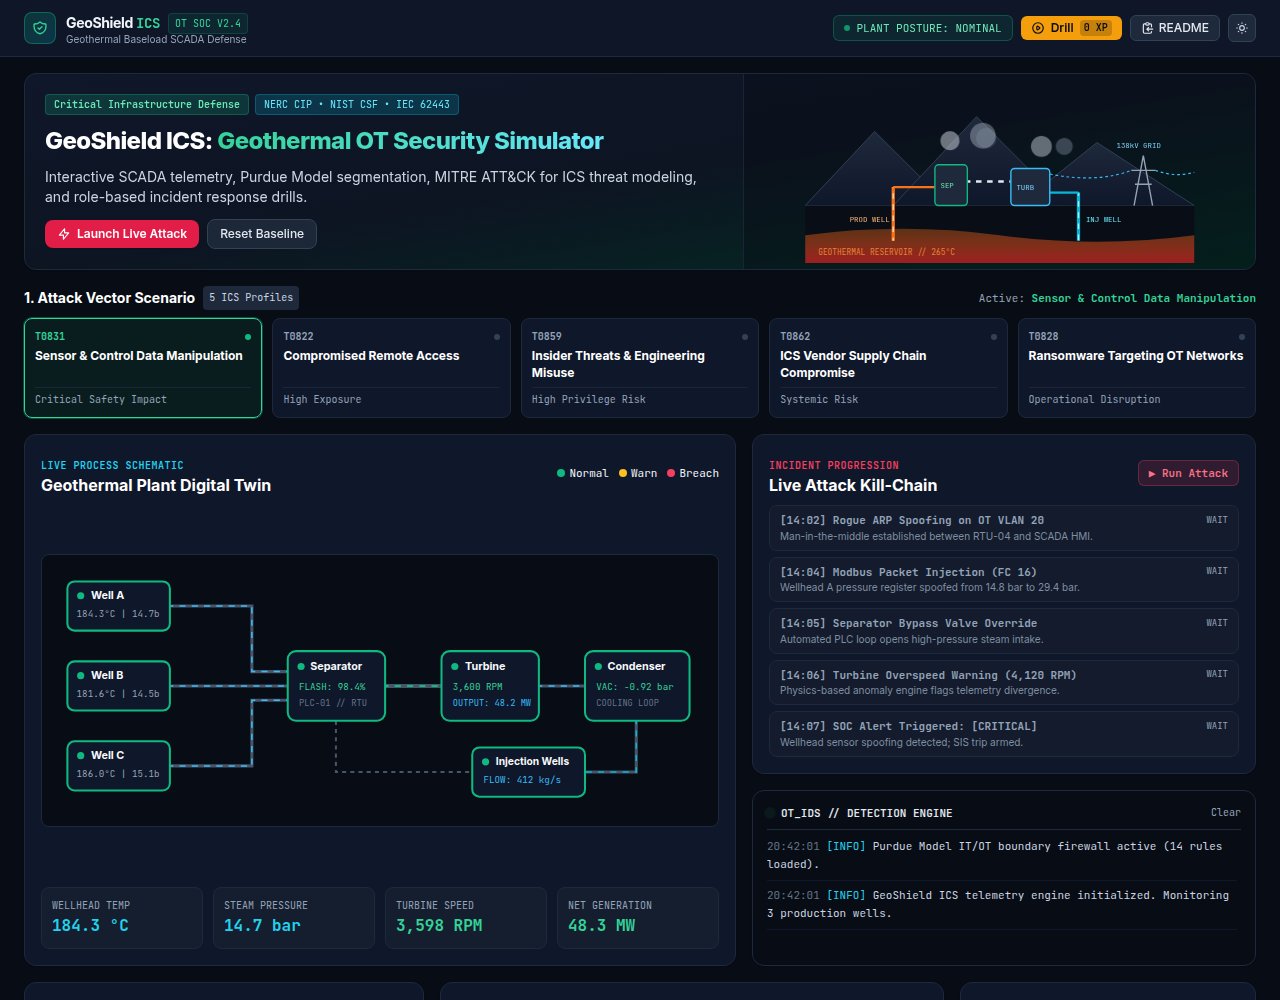 GeoShield ICS OT SOC V2.4
Geothermal Baseload SCADA Defense
PLANT POSTURE: NOMINAL
Drill 0 XP
README
Critical Infrastructure Defense
NERC CIP • NIST CSF • IEC 62443
GeoShield ICS: Geothermal OT Security Simulator
Interactive SCADA telemetry, Purdue Model segmentation, MITRE ATT&CK for ICS threat modeling,
and role-based incident response drills.
Launch Live Attack
Reset Baseline
138kV GRID
SEP
TURB
PROD WELL
INJ WELL
GEOTHERMAL RESERVOIR // 265°C
1. Attack Vector Scenario 5 ICS Profiles
Active: Sensor & Control Data Manipulation
T0831
Sensor & Control Data Manipulation
Critical Safety Impact
T0822
Compromised Remote Access
High Exposure
T0859
Insider Threats & Engineering
Misuse
High Privilege Risk
T0862
ICS Vendor Supply Chain
Compromise
Systemic Risk
T0828
Ransomware Targeting OT Networks
Operational Disruption
LIVE PROCESS SCHEMATIC
Geothermal Plant Digital Twin
Normal Warn Breach
Well A
184.3°C | 14.7b
Well B
181.6°C | 14.5b
Well C
186.0°C | 15.1b
Separator
FLASH: 98.4%
PLC-01 // RTU
Turbine
3,600 RPM
OUTPUT: 48.2 MW
Condenser
VAC: -0.92 bar
COOLING LOOP
Injection Wells
FLOW: 412 kg/s
WELLHEAD TEMP
184.3 °C
STEAM PRESSURE
14.7 bar
TURBINE SPEED
3,598 RPM
NET GENERATION
48.3 MW
INCIDENT PROGRESSION
Live Attack Kill-Chain
▶ Run Attack
[14:02] Rogue ARP Spoofing on OT VLAN 20 WAIT
Man-in-the-middle established between RTU-04 and SCADA HMI.
[14:04] Modbus Packet Injection (FC 16) WAIT
Wellhead A pressure register spoofed from 14.8 bar to 29.4 bar.
[14:05] Separator Bypass Valve Override WAIT
Automated PLC loop opens high-pressure steam intake.
[14:06] Turbine Overspeed Warning (4,120 RPM) WAIT
Physics-based anomaly engine flags telemetry divergence.
[14:07] SOC Alert Triggered: [CRITICAL] WAIT
Wellhead sensor spoofing detected; SIS trip armed.
OT_IDS // DETECTION ENGINE Clear
20:42:01 [INFO] Purdue Model IT/OT boundary firewall active (14 rules
loaded).
20:42:01 [INFO] GeoShield ICS telemetry engine initialized. Monitoring
3 production wells.